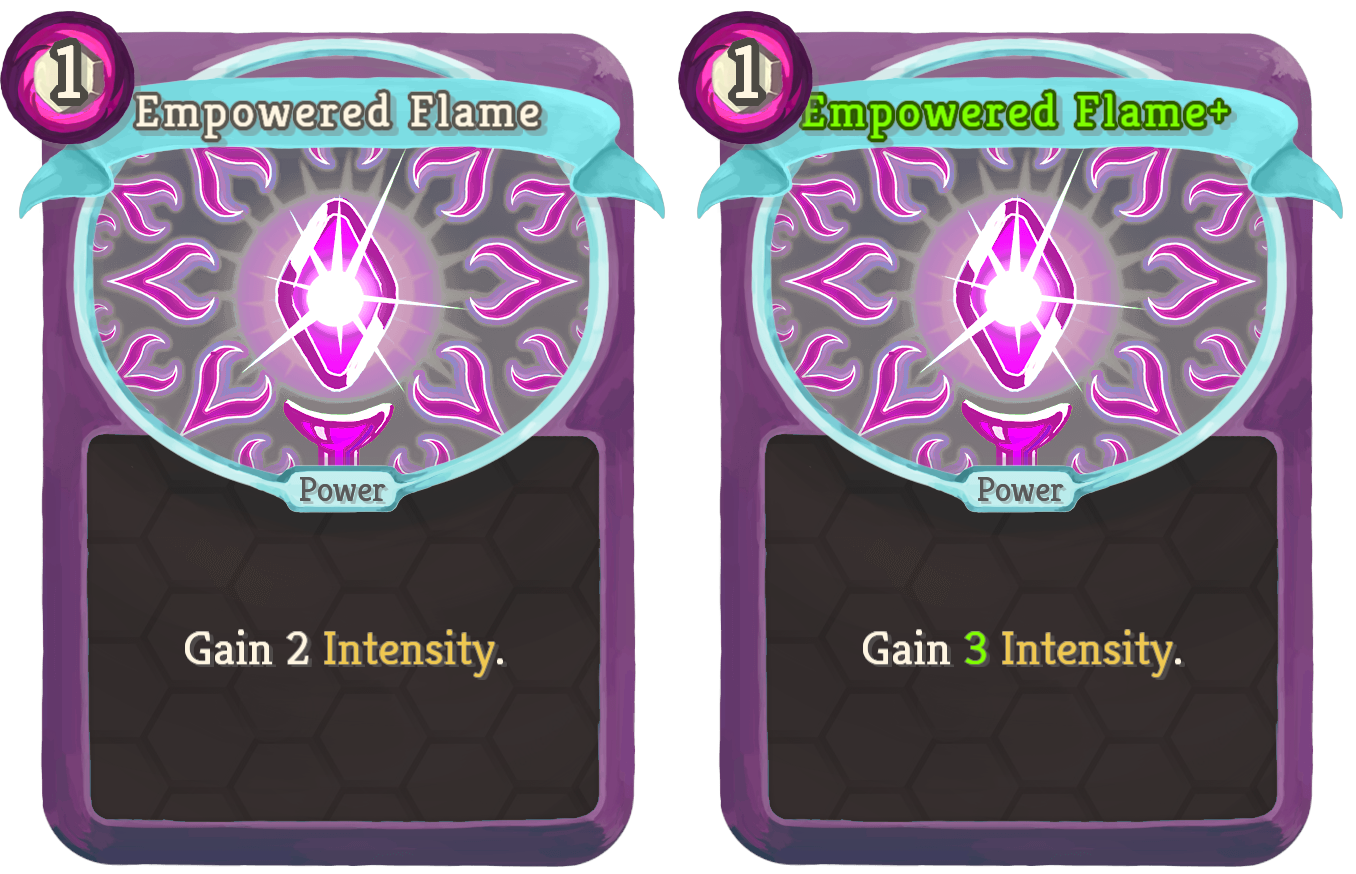 1
Empowered Flame
Power
Gain 2 Intensity.
1
Empowered Flame+
Power
Gain 3 Intensity.